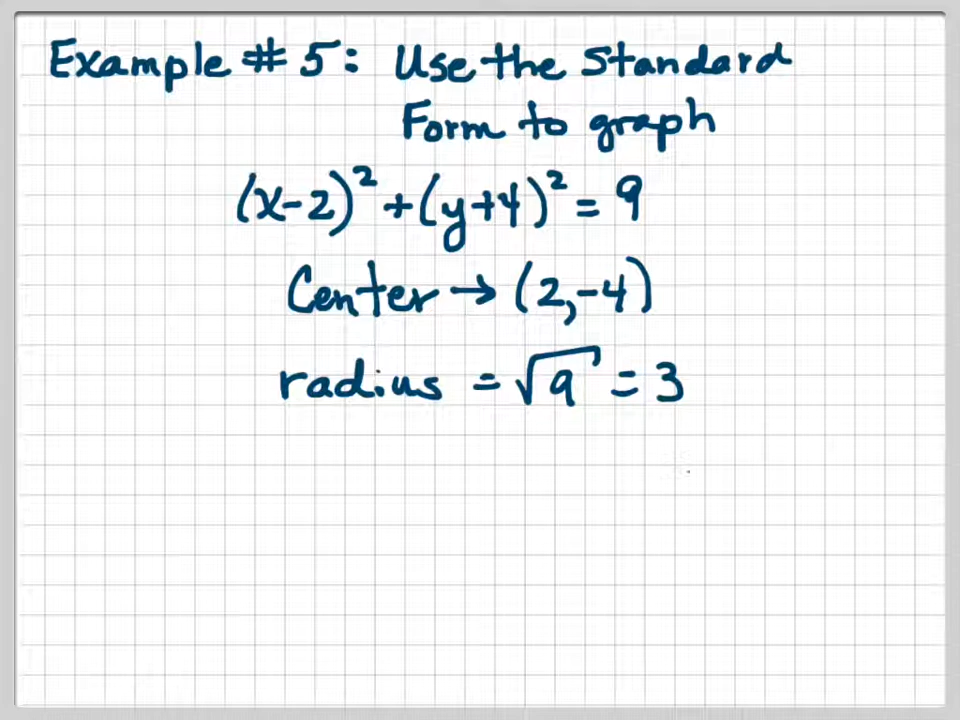 Example # 5: Use the Standard
Form to graph
(x-2)² + (y+4)² = 9
Center → (2,-4)
radius = √9 = 3